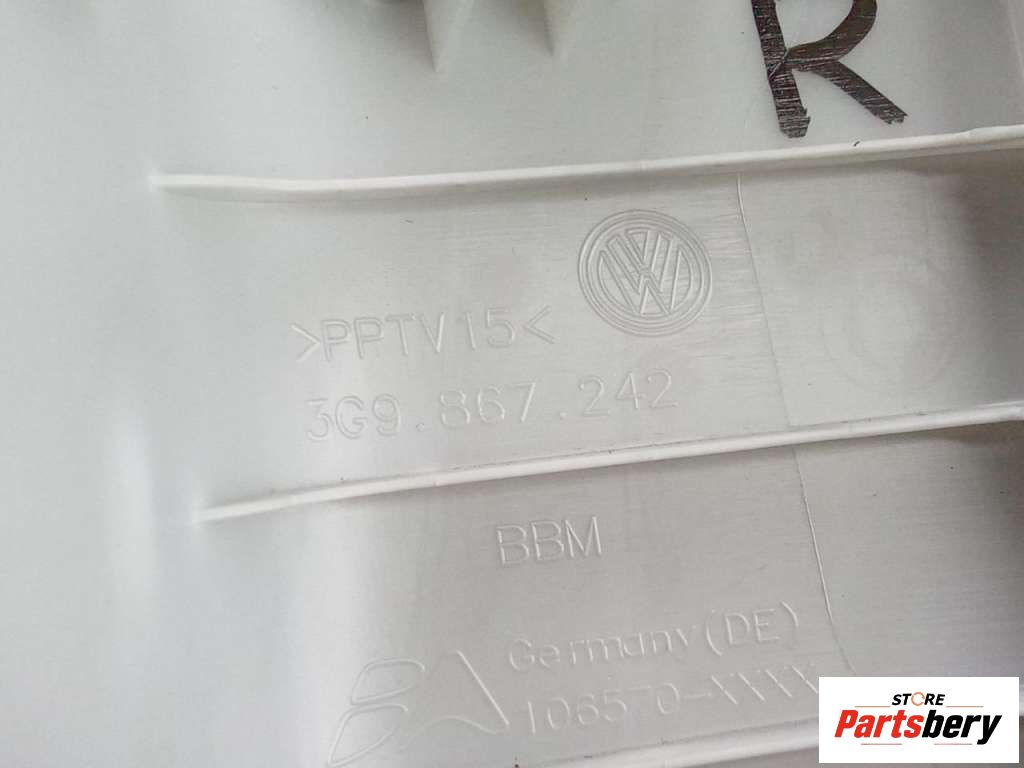 R
>PPTV15<
3G9.867.242
BBM
Germany(DE)
106570-XXXX
STORE
Partsbery